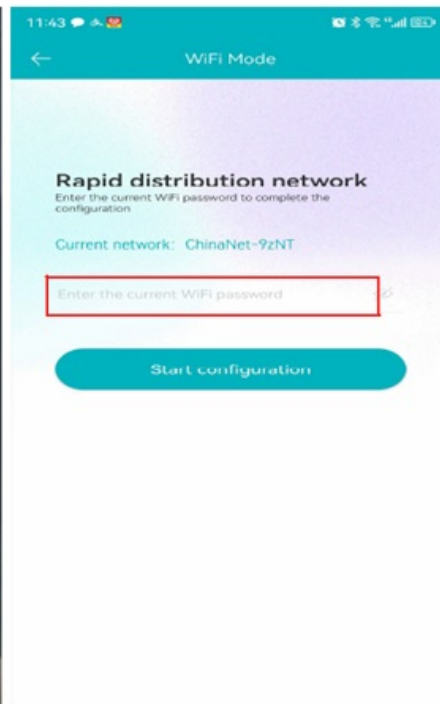 11:43
WiFi Mode
Rapid distribution network
Enter the current WiFi password to complete the
configuration
Current network: ChinaNet-9zNT
Enter the current WiFi password
Start configuration